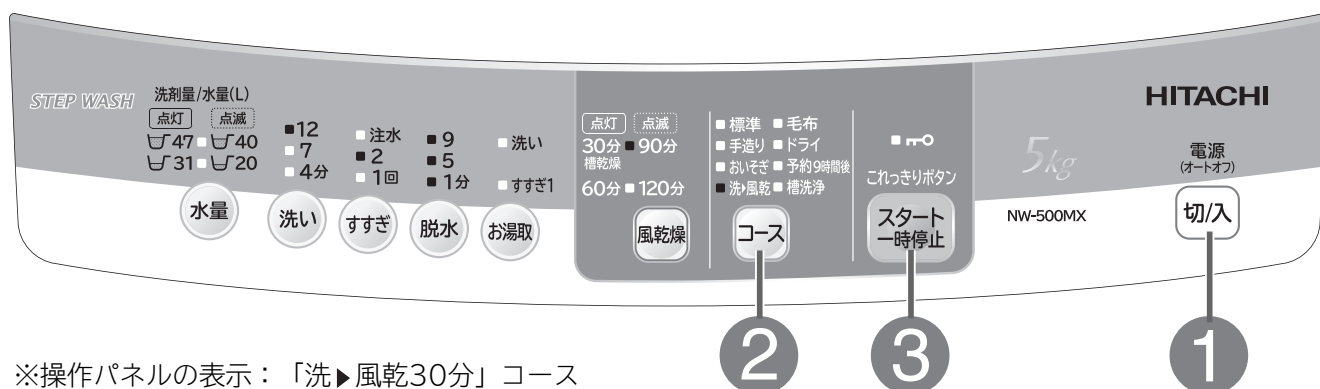 STEP WASH
洗剤量/水量(L)
点灯 点滅
47 40
31 20
12
7
4分
注水
2
1回
9
5
1分
洗い
すすぎ1
水量
洗い
すすぎ
脱水
お湯取
点灯 点滅
30分 90分
槽乾燥
60分 120分
風乾燥
標準 毛布
手造り ドライ
おいそぎ 予約9時間後
洗▶風乾 槽洗浄
コース
これっきりボタン
スタート
一時停止
5kg
NW-500MX
HITACHI
電源
(オートオフ)
切/入
2
3
1
※操作パネルの表示:「洗▶風乾30分」コース